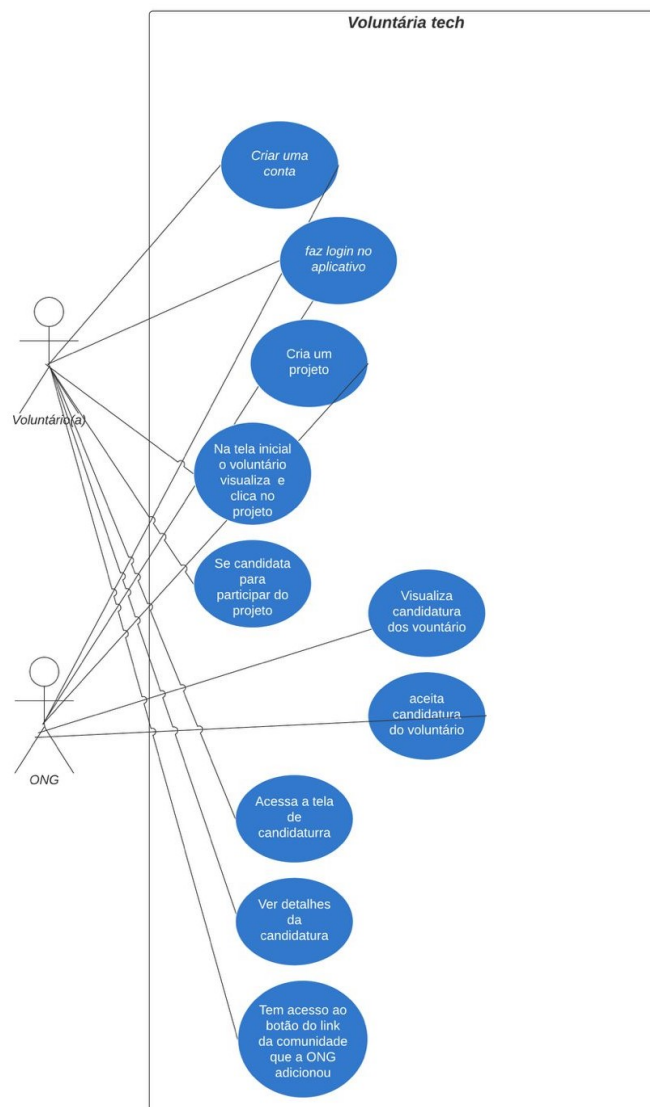 Voluntária tech
Criar uma
conta
faz login no
aplicativo
Cria um
projeto
Voluntário(a)
Na tela inicial
o voluntário
visualiza e
clica no
projeto
Se candidata
para
participar do
projeto
Visualiza
candidatura
dos vountário
aceita
candidatura
do voluntário
ONG
Acessa a tela
de
candidaturra
Ver detalhes
da
candidatura
Tem acesso ao
botão do link
da comunidade
que a ONG
adicionou